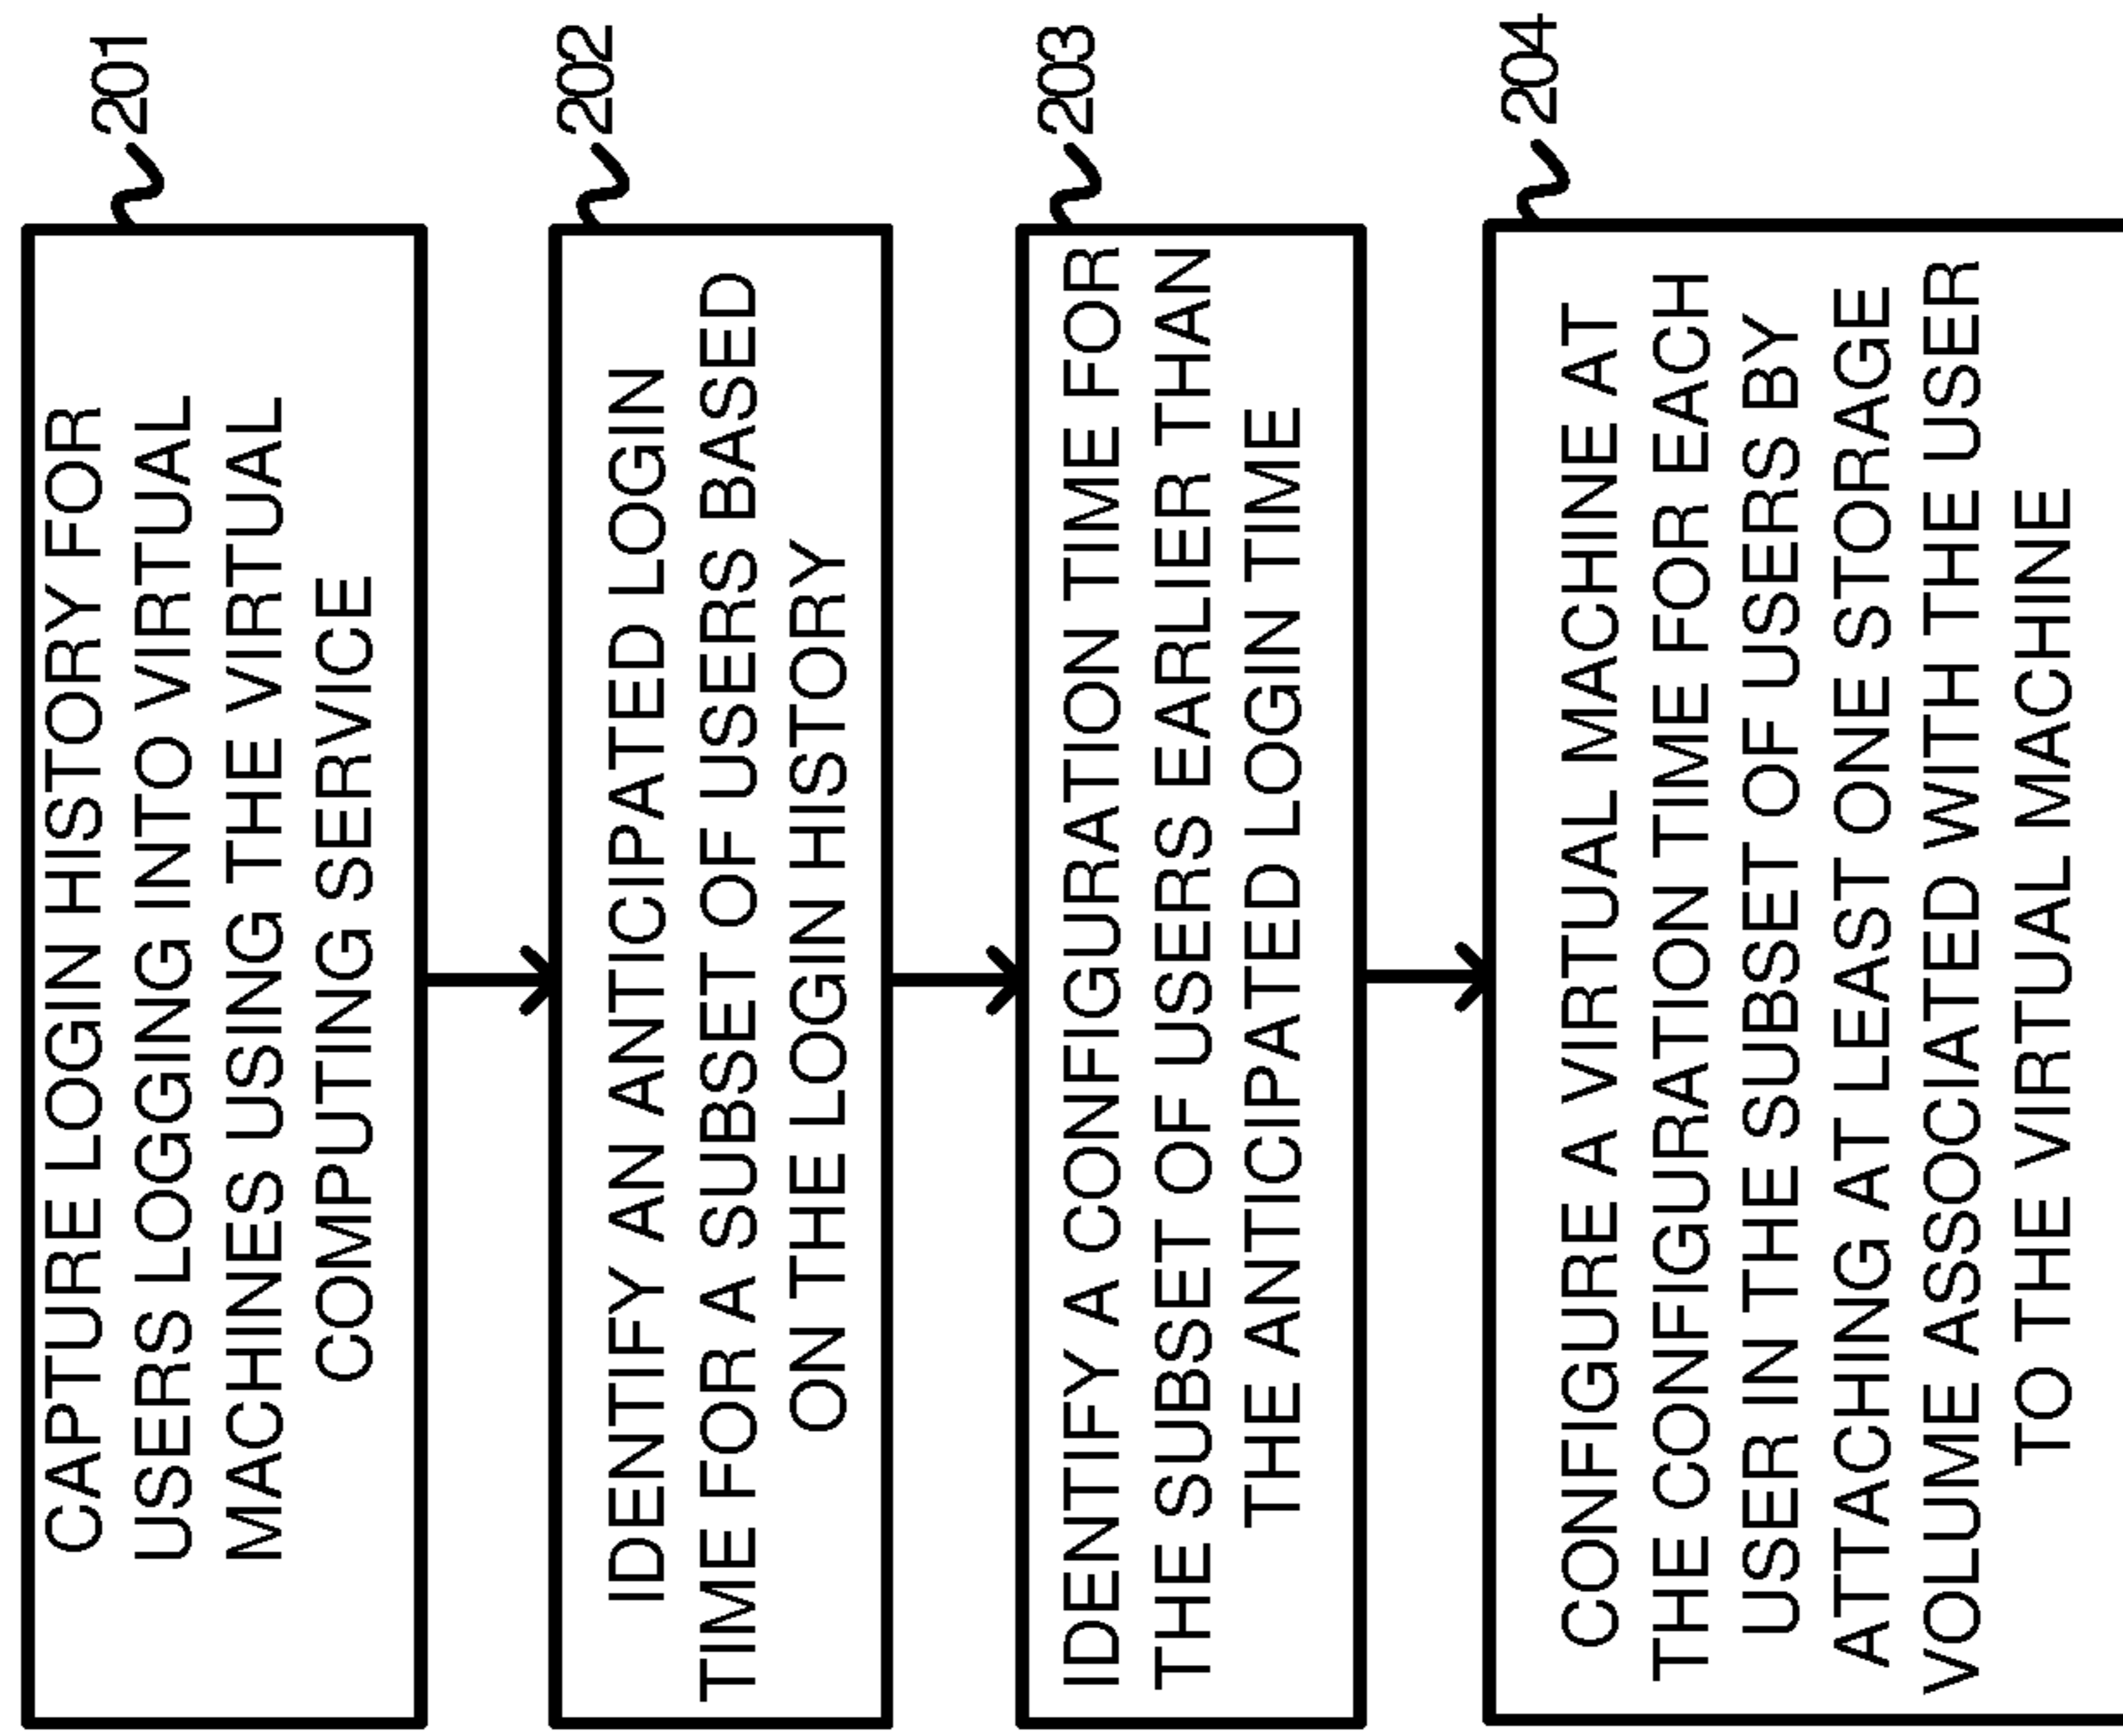 201
CAPTURE LOGIN HISTORY FOR
USERS LOGGING INTO VIRTUAL
MACHINES USING THE VIRTUAL
COMPUTING SERVICE
202
IDENTIFY AN ANTICIPATED LOGIN
TIME FOR A SUBSET OF USERS BASED
ON THE LOGIN HISTORY
203
IDENTIFY A CONFIGURATION TIME FOR
THE SUBSET OF USERS EARLIER THAN
THE ANTICIPATED LOGIN TIME
204
CONFIGURE A VIRTUAL MACHINE AT
THE CONFIGURATION TIME FOR EACH
USER IN THE SUBSET OF USERS BY
ATTACHING AT LEAST ONE STORAGE
VOLUME ASSOCIATED WITH THE USER
TO THE VIRTUAL MACHINE